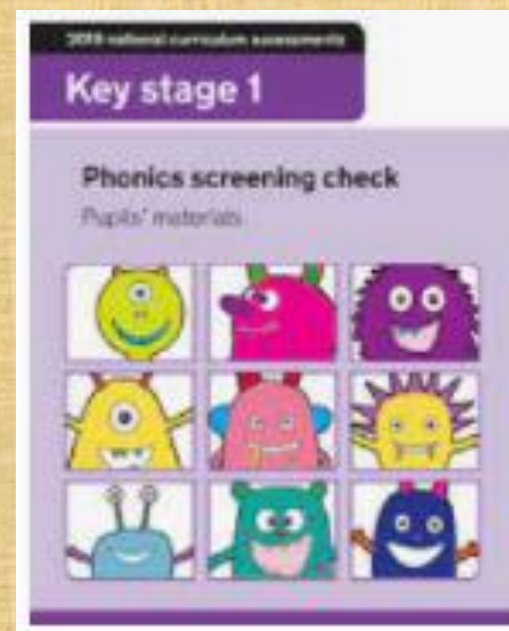 national curriculum assessments
Key stage 1
Phonics screening check
Pupils' materials